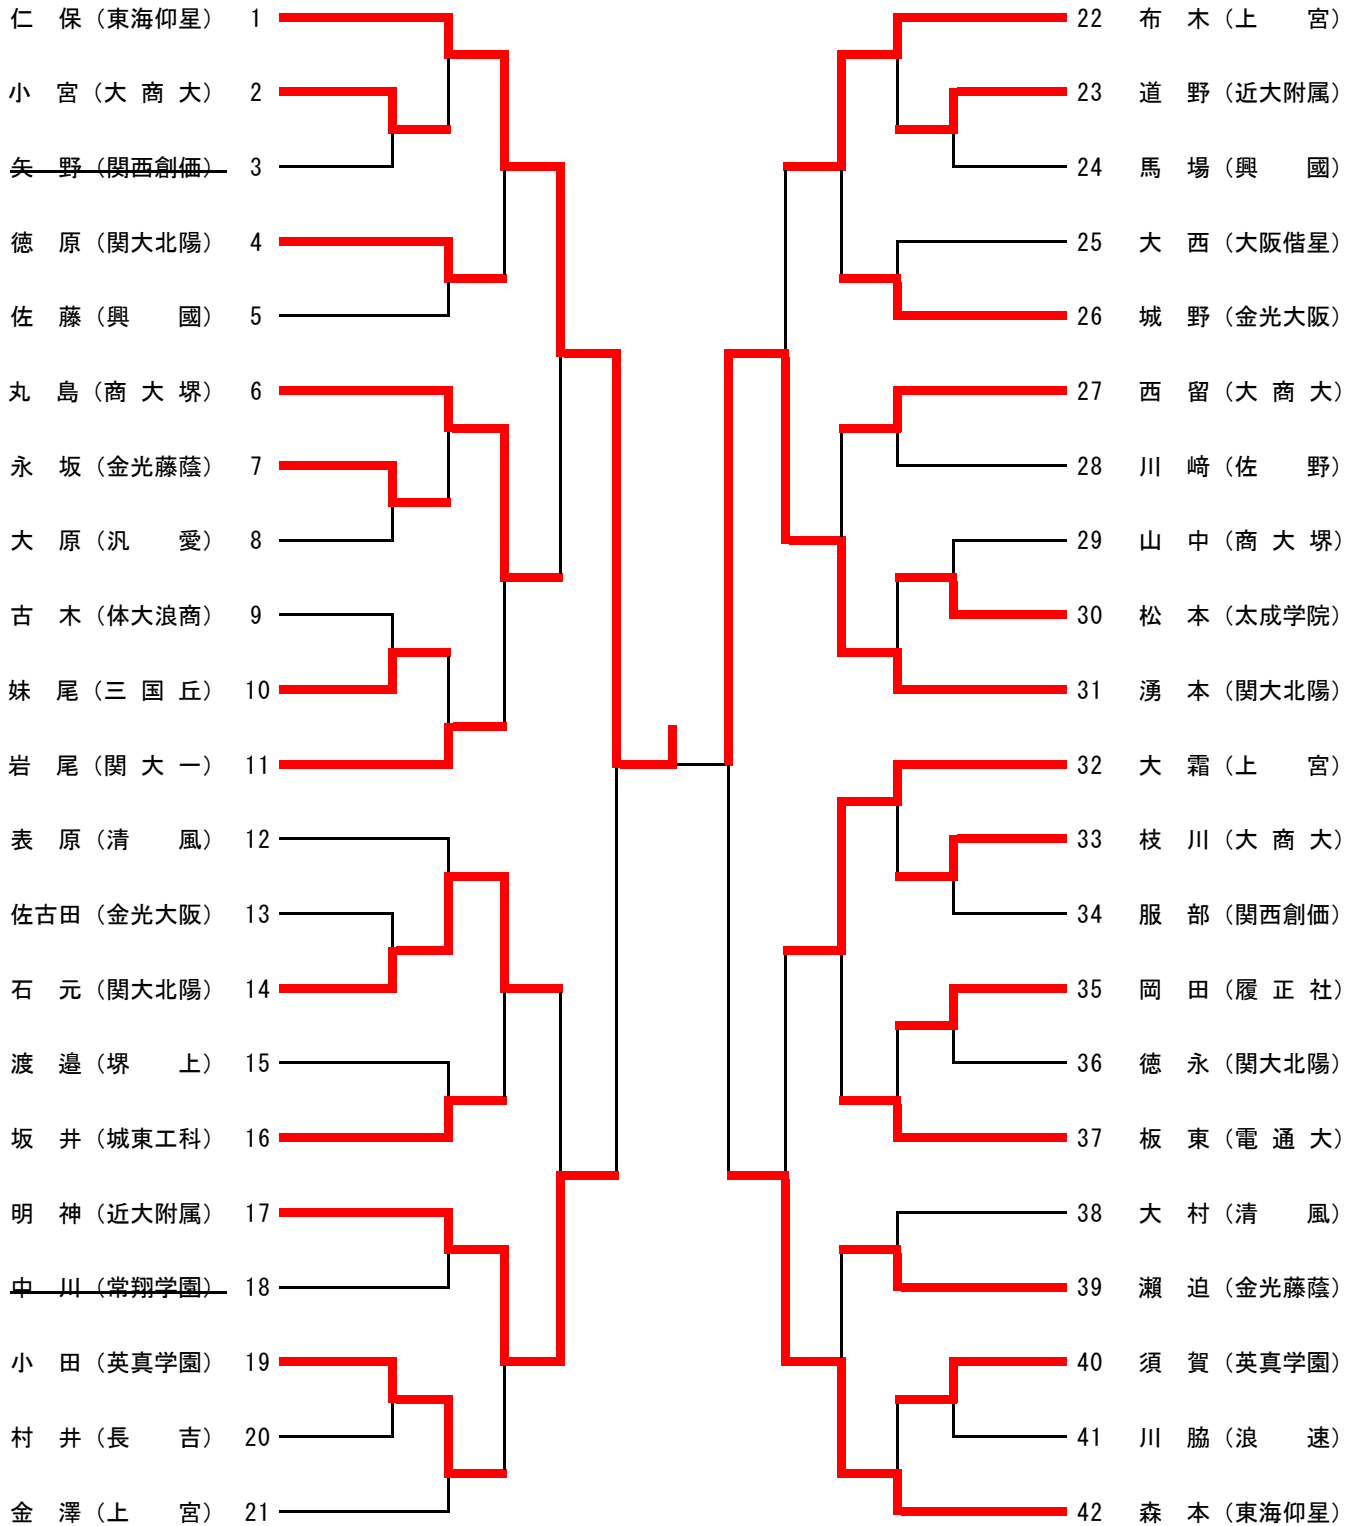 仁　保（東海仰星）　1
小　宮（大 商 大）　2
矢　野（関西創価）　3
徳　原（関大北陽）　4
佐　藤（興　　國）　5
丸　島（商 大 堺）　6
永　坂（金光藤蔭）　7
大　原（汎　　愛）　8
古　木（体大浪商）　9
妹　尾（三 国 丘）　10
岩　尾（関 大 一）　11
表　原（清　　風）　12
佐古田（金光大阪）　13
石　元（関大北陽）　14
渡　邉（堺　　上）　15
坂　井（城東工科）　16
明　神（近大附属）　17
中　川（常翔学園）　18
小　田（英真学園）　19
村　井（長　　吉）　20
金　澤（上　　宮）　21
22　布　木（上　　宮）
23　道　野（近大附属）
24　馬　場（興　　國）
25　大　西（大阪偕星）
26　城　野（金光大阪）
27　西　留（大 商 大）
28　川　﨑（佐　　野）
29　山　中（商 大 堺）
30　松　本（太成学院）
31　湧　本（関大北陽）
32　大　霜（上　　宮）
33　枝　川（大 商 大）
34　服　部（関西創価）
35　岡　田（履 正 社）
36　徳　永（関大北陽）
37　板　東（電 通 大）
38　大　村（清　　風）
39　瀬　迫（金光藤蔭）
40　須　賀（英真学園）
41　川　脇（浪　　速）
42　森　本（東海仰星）